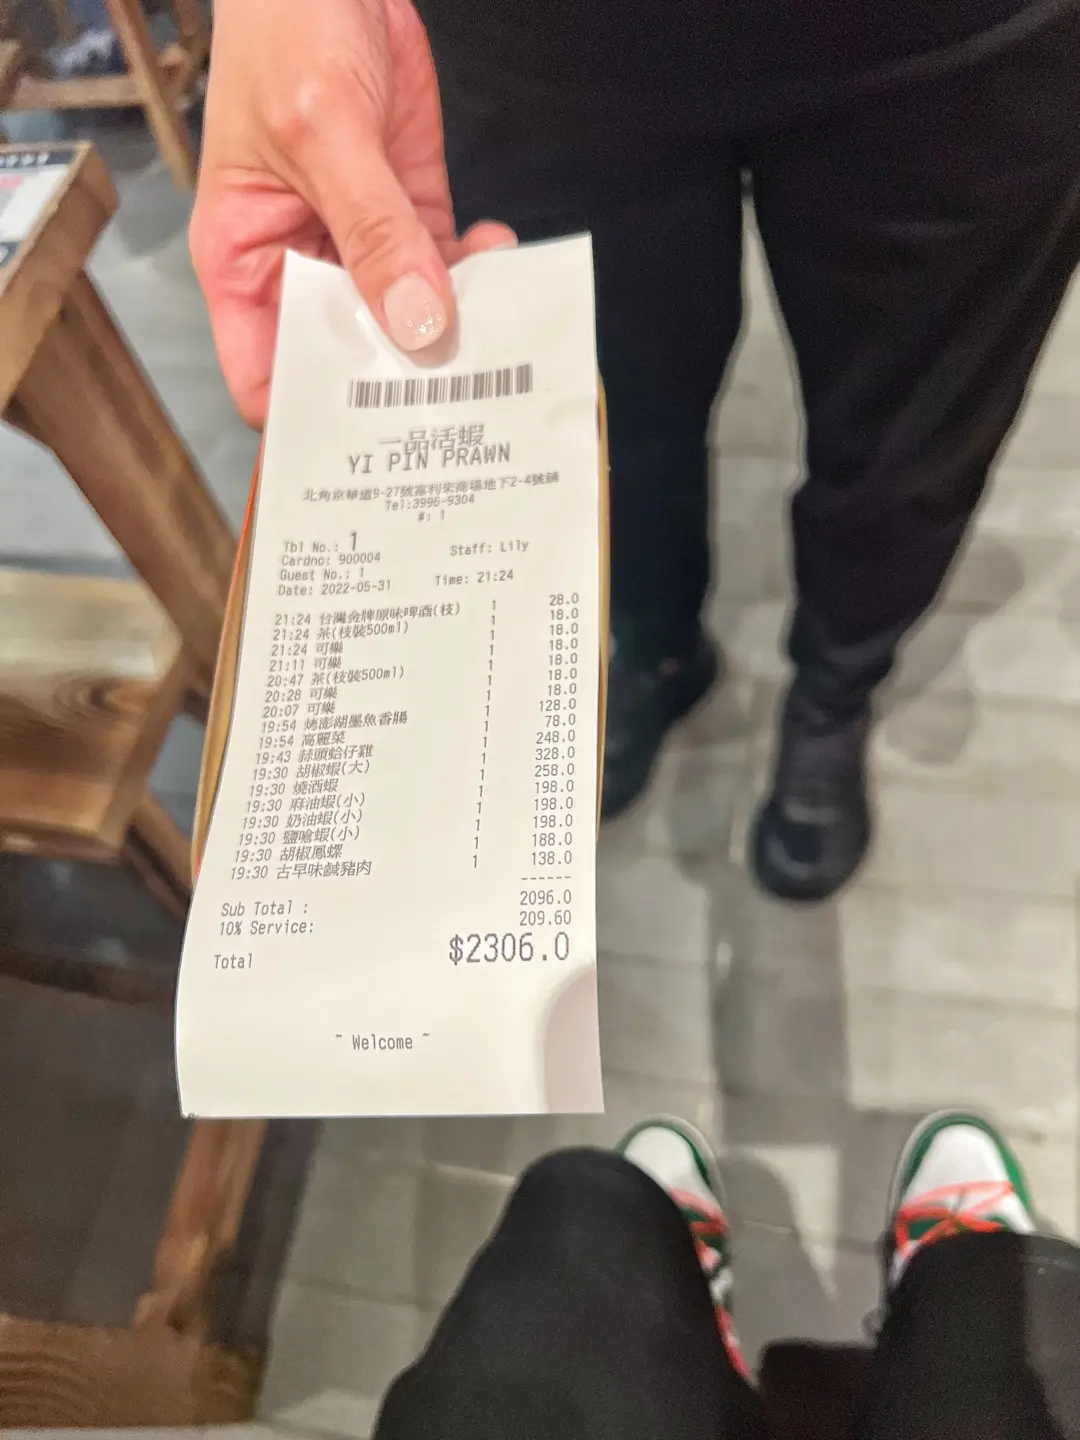 一品活蝦
YI PIN PRAWN
北角京華道9-27號富利來商場地下2-4號舖
Tel:3996-9304
#: 1
Tbl No.: 1
Cardno: 900004 Staff: Lily
Guest No.: 1
Date: 2022-05-31 Time: 21:24
21:24 台灣金牌原味啤酒(枝) 1 28.0
21:24 茶(枝裝500ml) 1 18.0
21:24 可樂 1 18.0
21:11 可樂 1 18.0
20:47 茶(枝裝500ml) 1 18.0
20:28 可樂 1 18.0
20:07 可樂 1 18.0
19:54 烤澎湖墨魚香腸 1 128.0
19:54 高麗菜 1 78.0
19:43 蒜頭蛤仔雞 1 248.0
19:30 胡椒蝦(大) 1 328.0
19:30 燒酒蝦 1 258.0
19:30 麻油蝦(小) 1 198.0
19:30 奶油蝦(小) 1 198.0
19:30 鹽嗆蝦(小) 1 198.0
19:30 胡椒鳳螺 1 188.0
19:30 古早味鹹豬肉 1 138.0
------
Sub Total : 2096.0
10% Service: 209.60
Total $2306.0
~ Welcome ~